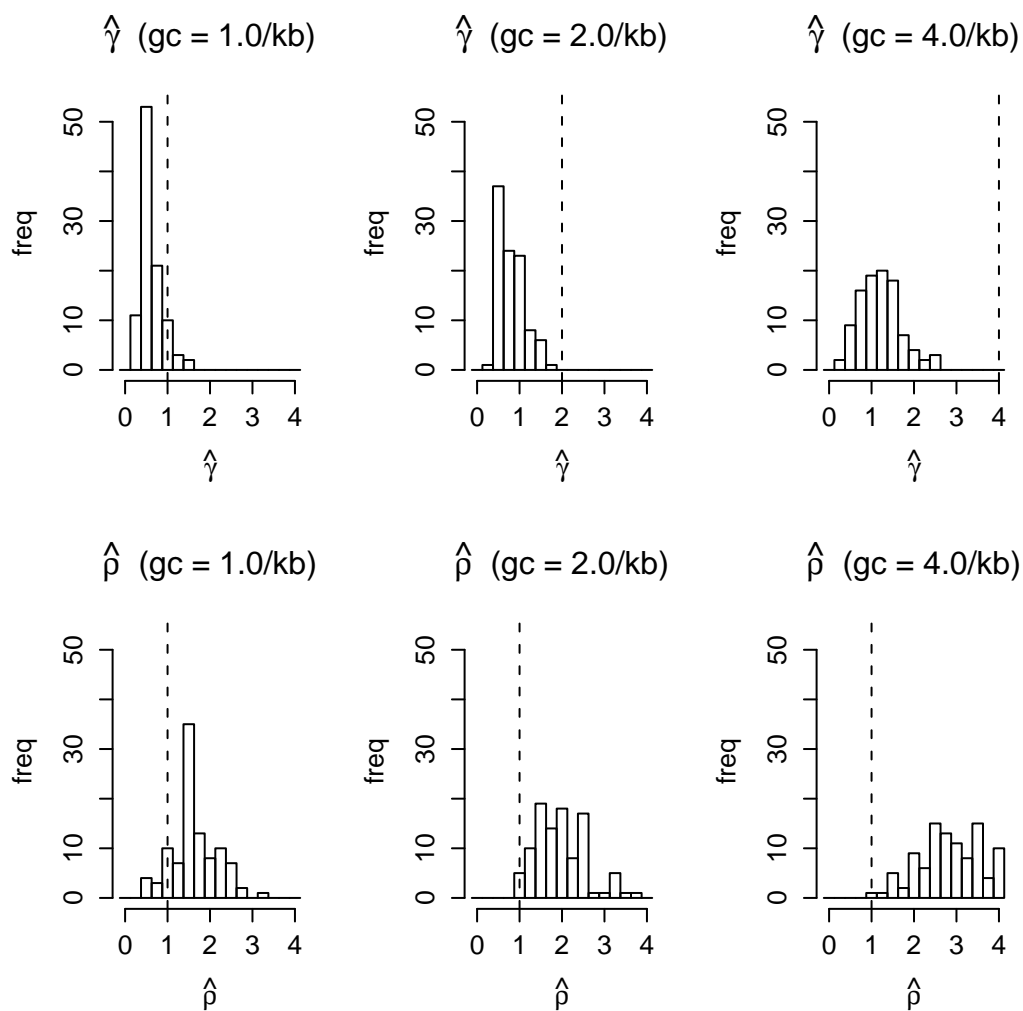 γ̂ (gc = 1.0/kb)
γ̂ (gc = 2.0/kb)
γ̂ (gc = 4.0/kb)
freq
0 10 30 50
0 1 2 3 4
γ̂
freq
0 10 30 50
0 1 2 3 4
γ̂
freq
0 10 30 50
0 1 2 3 4
γ̂
ρ̂ (gc = 1.0/kb)
ρ̂ (gc = 2.0/kb)
ρ̂ (gc = 4.0/kb)
freq
0 10 30 50
0 1 2 3 4
ρ̂
freq
0 10 30 50
0 1 2 3 4
ρ̂
freq
0 10 30 50
0 1 2 3 4
ρ̂